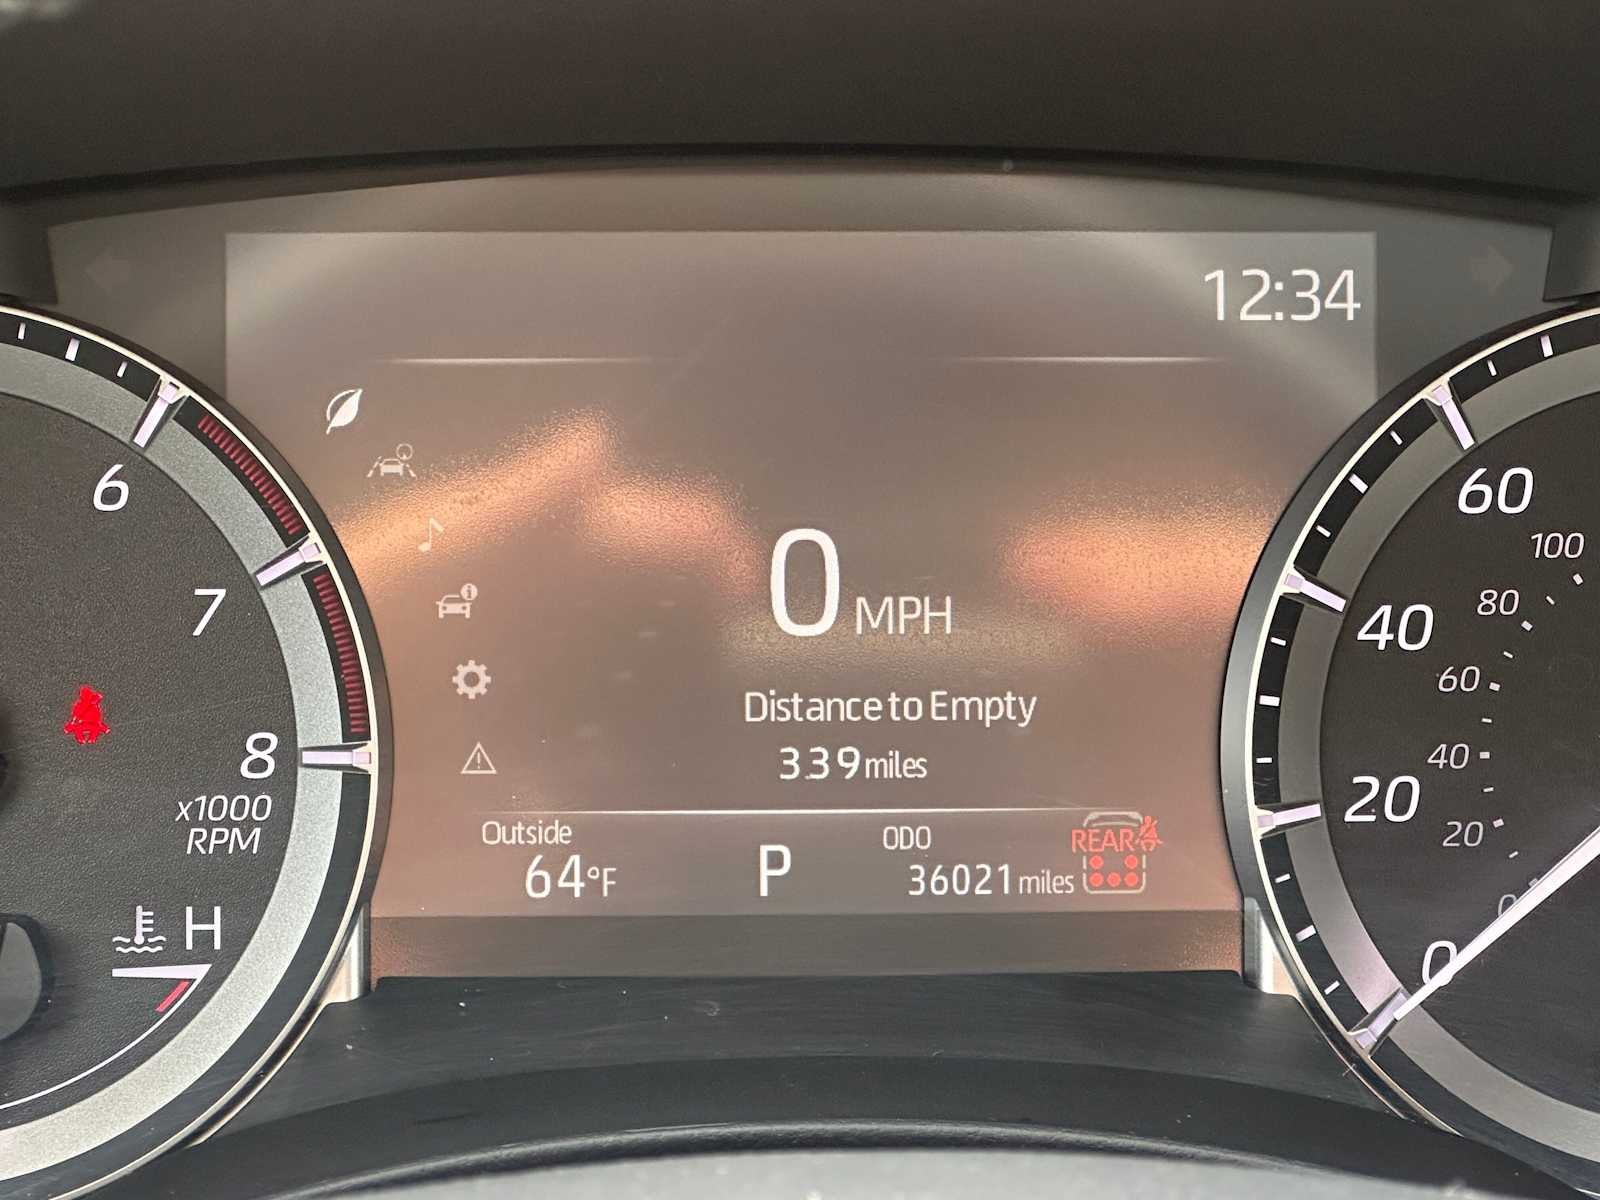 12:34
6
7
8
x1000
RPM
H
0 MPH
Distance to Empty
339 miles
Outside
64°F
P
ODO
36021 miles
REAR
60
40
20
0
100
80
60
40
20
0